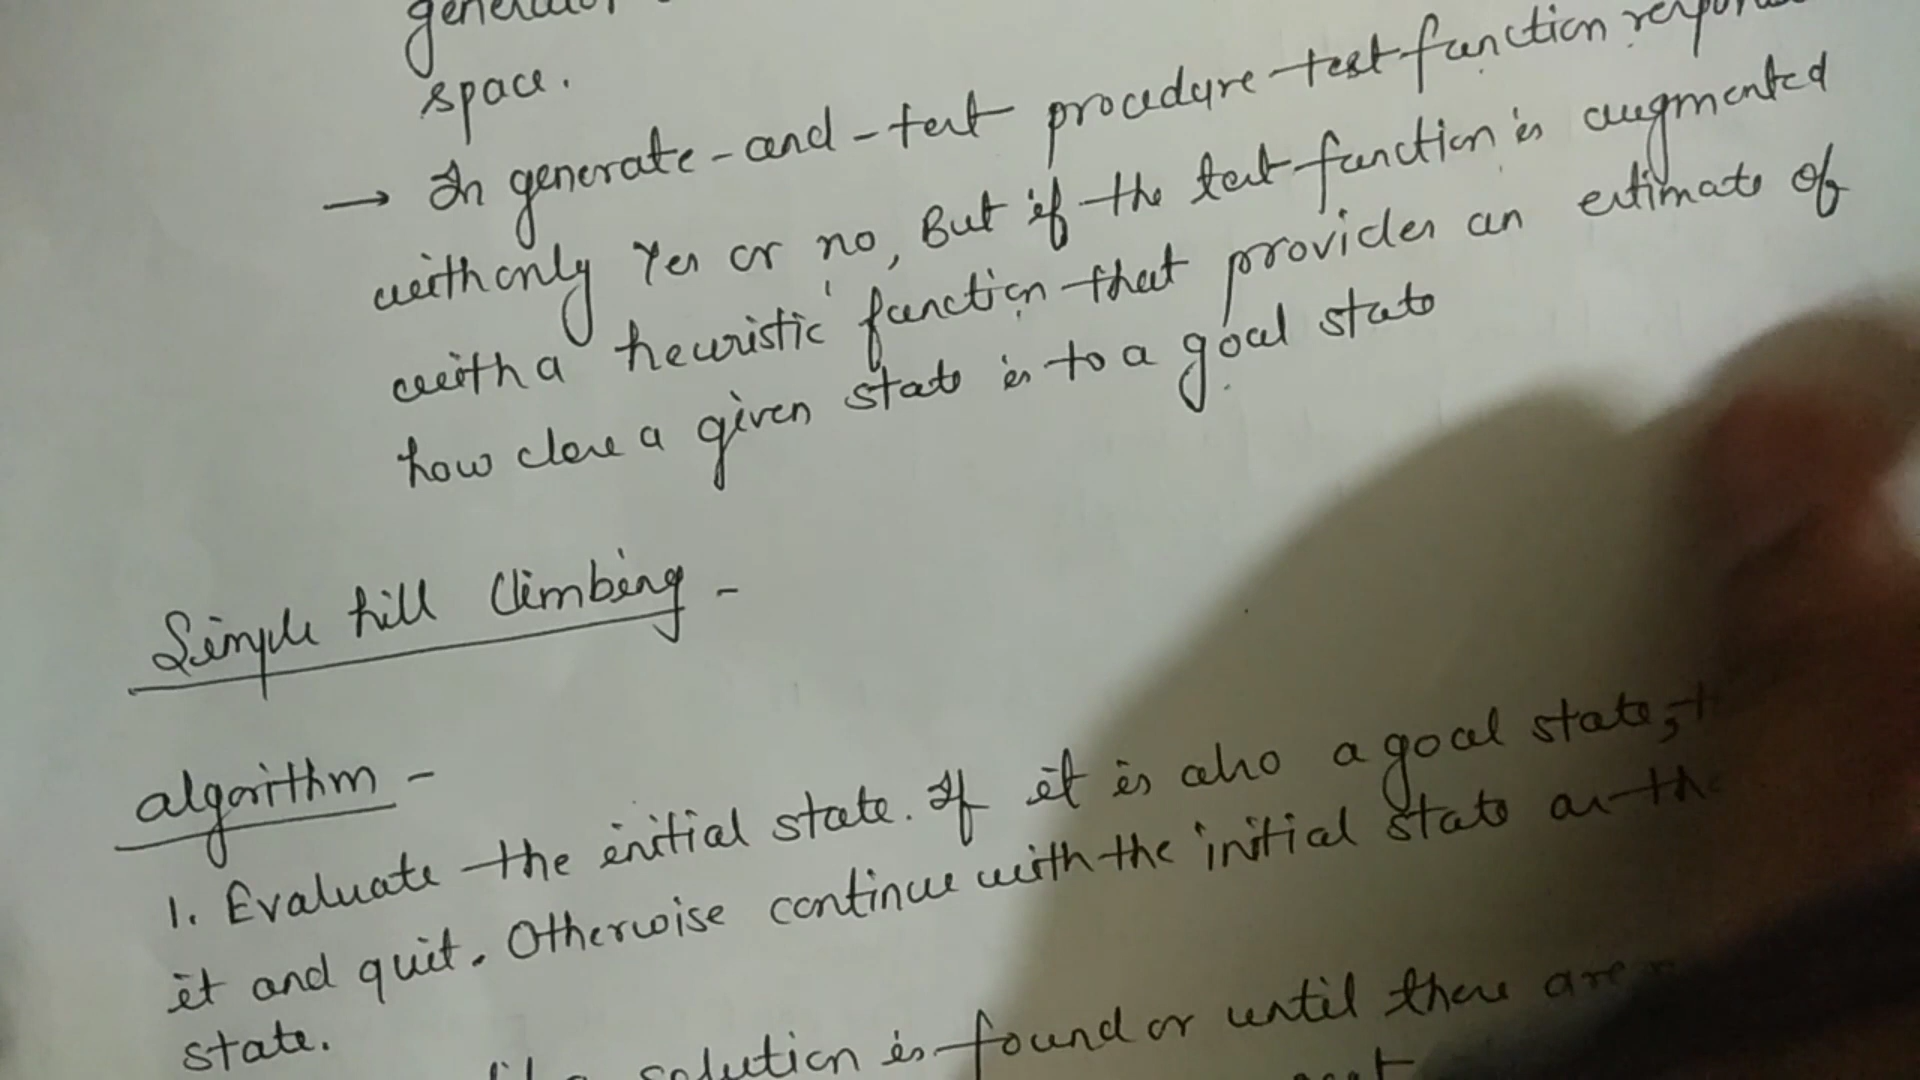 space.
→ In generate-and-test procedure test function
with only Yes or no, But if the test function is augmented
with a heuristic function that provides an estimate of
how close a given state is to a goal state
Simple hill Climbing -
algorithm -
1. Evaluate the initial state. If it is also a goal state,
it and quit. Otherwise continue with the initial state as the
state.
solution is found or until there are